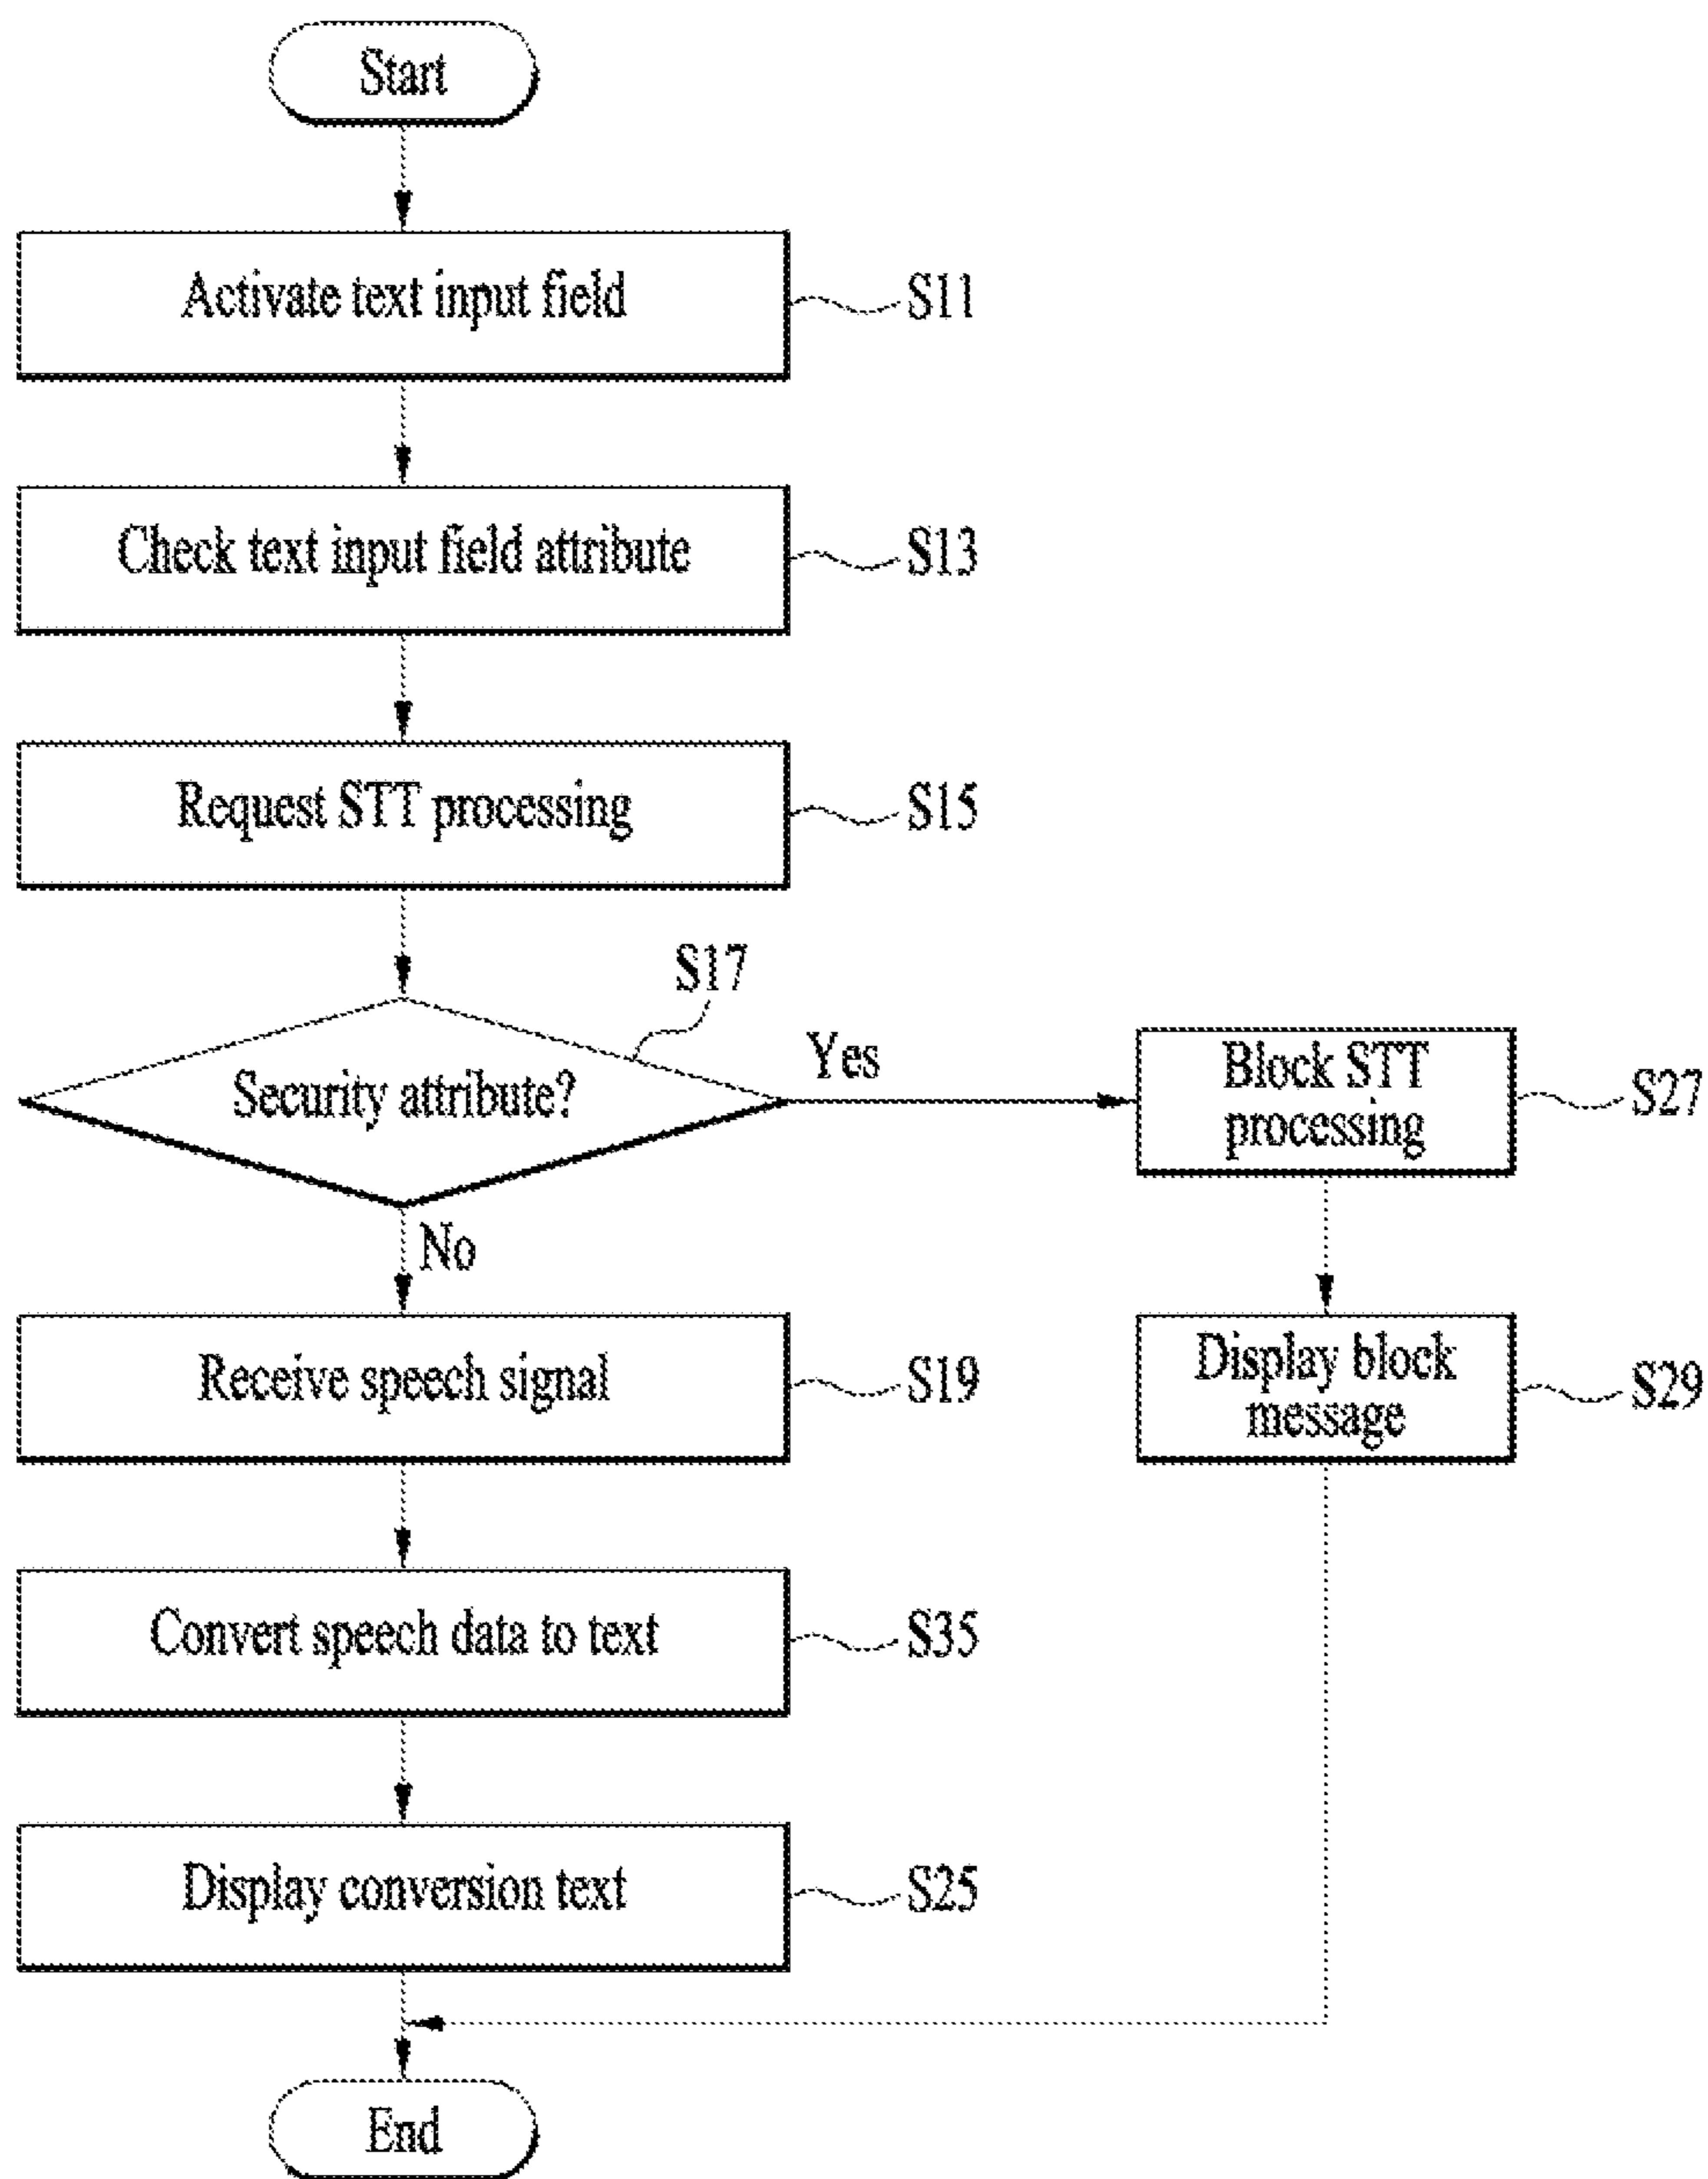 Start
Activate text input field
S11
Check text input field attribute
S13
Request STT processing
S15
S17
Security attribute?
Yes
Block STT
processing
S27
No
Receive speech signal
S19
Display block
message
S29
Convert speech data to text
S35
Display conversion text
S25
End